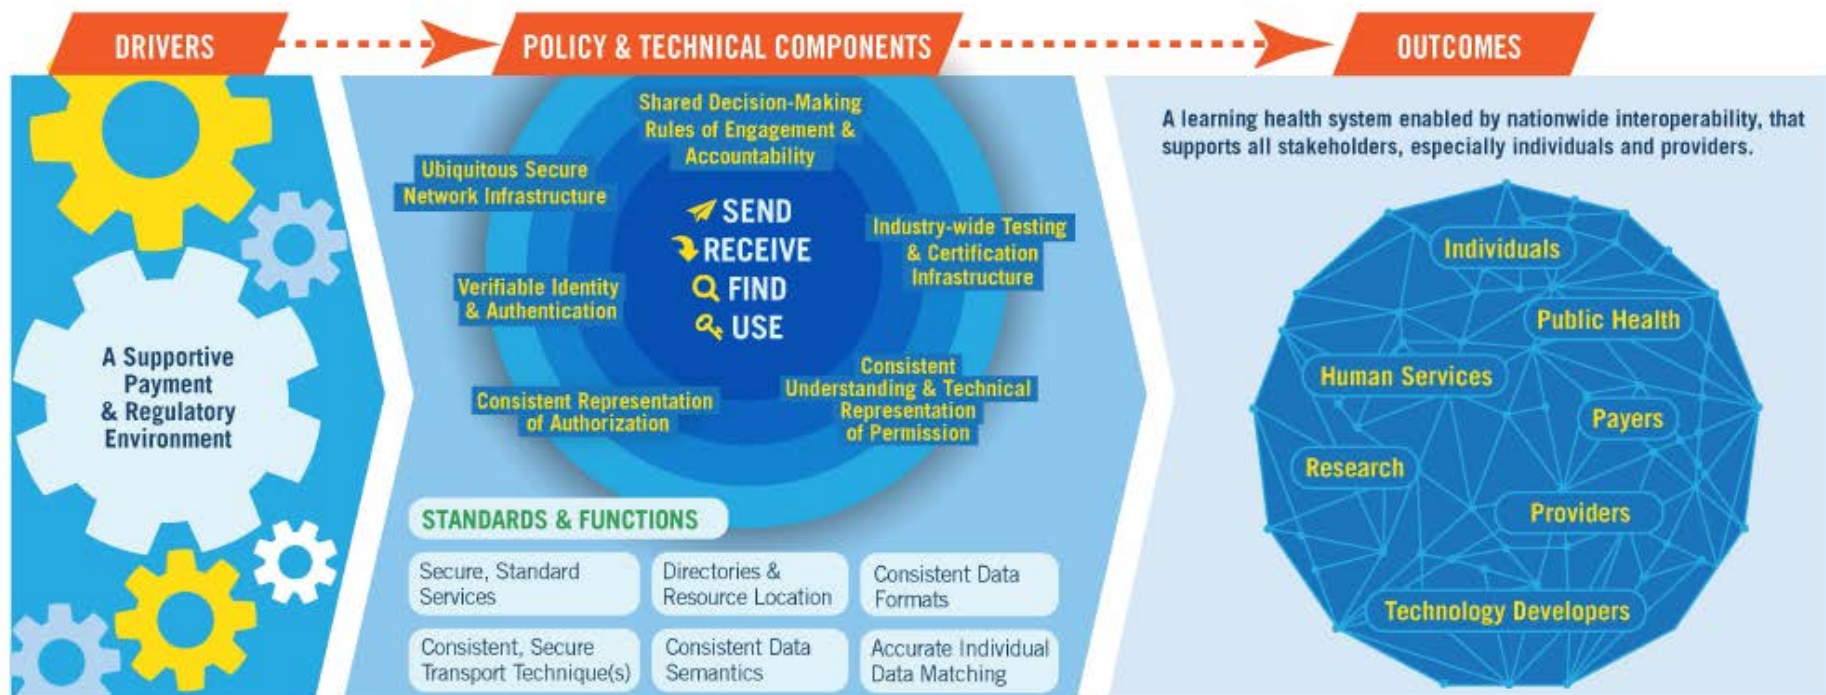 DRIVERS
POLICY & TECHNICAL COMPONENTS
OUTCOMES
A Supportive
Payment
& Regulatory
Environment
Shared Decision-Making
Rules of Engagement &
Accountability
Ubiquitous Secure
Network Infrastructure
SEND
RECEIVE
FIND
USE
Industry-wide Testing
& Certification
Infrastructure
Verifiable Identity
& Authentication
Consistent
Understanding & Technical
Representation
of Permission
Consistent Representation
of Authorization
STANDARDS & FUNCTIONS
Secure, Standard
Services
Directories &
Resource Location
Consistent Data
Formats
Consistent, Secure
Transport Technique(s)
Consistent Data
Semantics
Accurate Individual
Data Matching
A learning health system enabled by nationwide interoperability, that
supports all stakeholders, especially individuals and providers.
Individuals
Public Health
Human Services
Payers
Research
Providers
Technology Developers